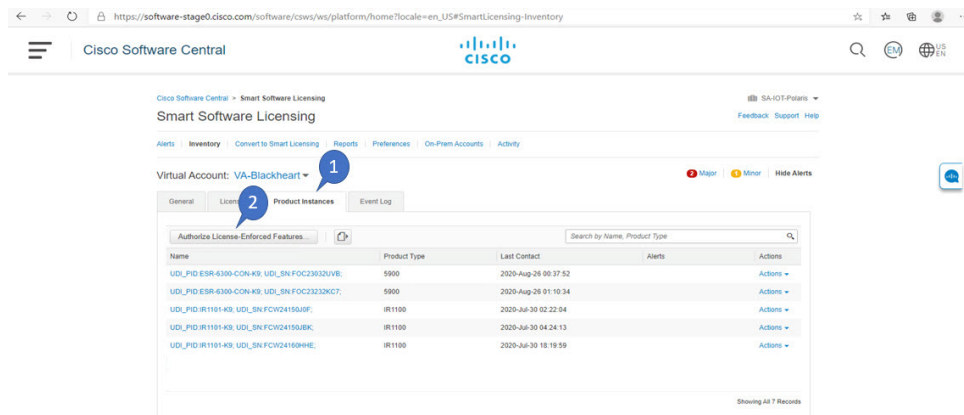 https://software-stage0.cisco.com/software/csws/ws/platform/home?locale=en_US#SmartLicensing-Inventory
Cisco Software Central
CISCO
EM
US
EN
Cisco Software Central > Smart Software Licensing
SA-IOT-Polaris
Smart Software Licensing
Feedback Support Help
Alerts | Inventory | Convert to Smart Licensing | Reports | Preferences | On-Prem Accounts | Activity
1
Virtual Account: VA-Blackheart
2 Major | 1 Minor | Hide Alerts
General
2
Product Instances
Event Log
Authorize License-Enforced Features...
Search by Name, Product Type
Name Product Type Last Contact Alerts Actions
UDI_PID:ESR-6300-CON-K9; UDI_SN:FOC23032UVB; 5900 2020-Aug-26 00:37:52 Actions
UDI_PID:ESR-6300-CON-K9; UDI_SN:FOC23232KC7; 5900 2020-Aug-26 01:10:34 Actions
UDI_PID:IR1101-K9; UDI_SN:FCW24150J0F; IR1100 2020-Jul-30 02:22:04 Actions
UDI_PID:IR1101-K9; UDI_SN:FCW24150JBK; IR1100 2020-Jul-30 04:24:13 Actions
UDI_PID:IR1101-K9; UDI_SN:FCW24160HHE; IR1100 2020-Jul-30 18:19:59 Actions
Showing All 7 Records